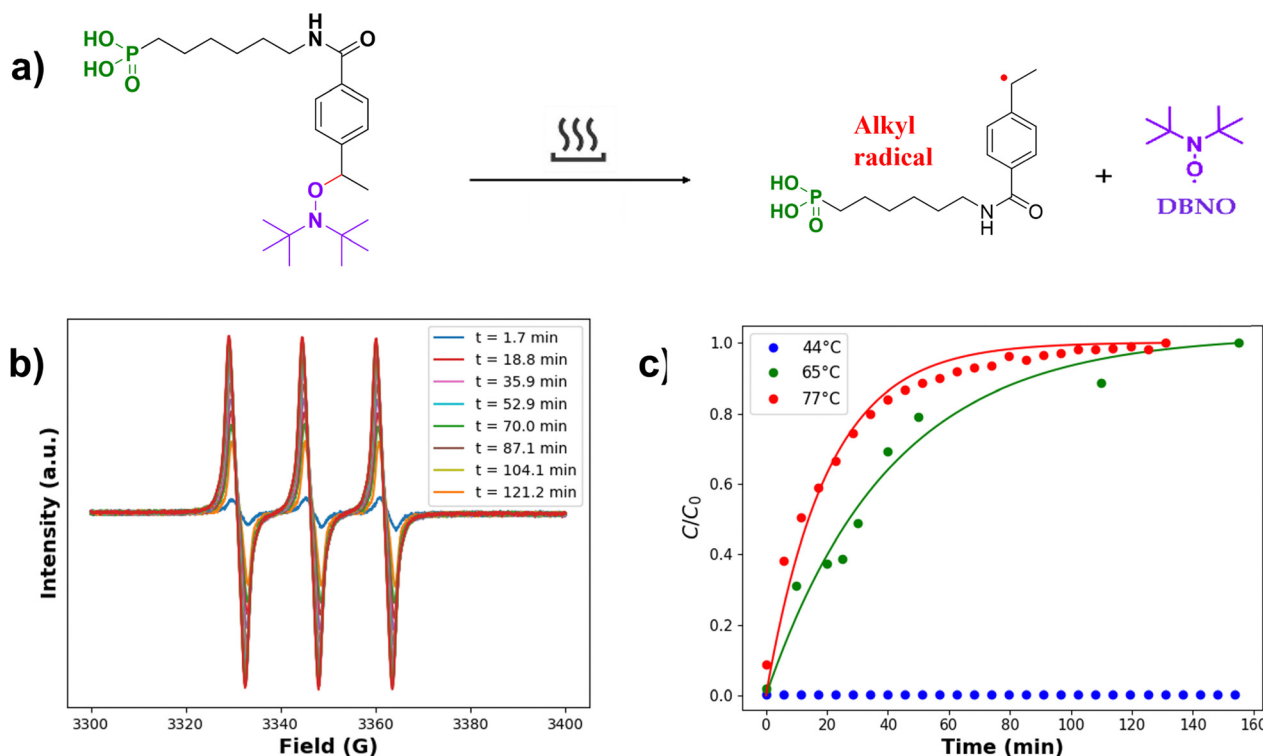 a)
HO
HO
P
O
H
N
O
O
N
Alkyl
radical
HO
HO
P
O
N
H
O
+
N
O
DBNO
b)
Intensity (a.u.)
t = 1.7 min
t = 18.8 min
t = 35.9 min
t = 52.9 min
t = 70.0 min
t = 87.1 min
t = 104.1 min
t = 121.2 min
3300 3320 3340 3360 3380 3400
Field (G)
c)
C/C₀
44°C
65°C
77°C
1.0
0.8
0.6
0.4
0.2
0.0
0 20 40 60 80 100 120 140 160
Time (min)